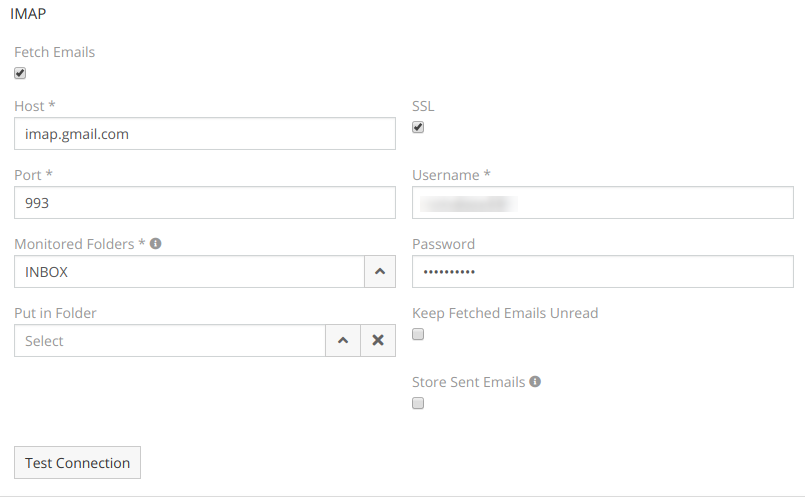 IMAP
Fetch Emails
Host *
SSL
imap.gmail.com
Port *
Username *
993
Monitored Folders *
Password
INBOX
••••••••••
Put in Folder
Keep Fetched Emails Unread
Select
Store Sent Emails
Test Connection